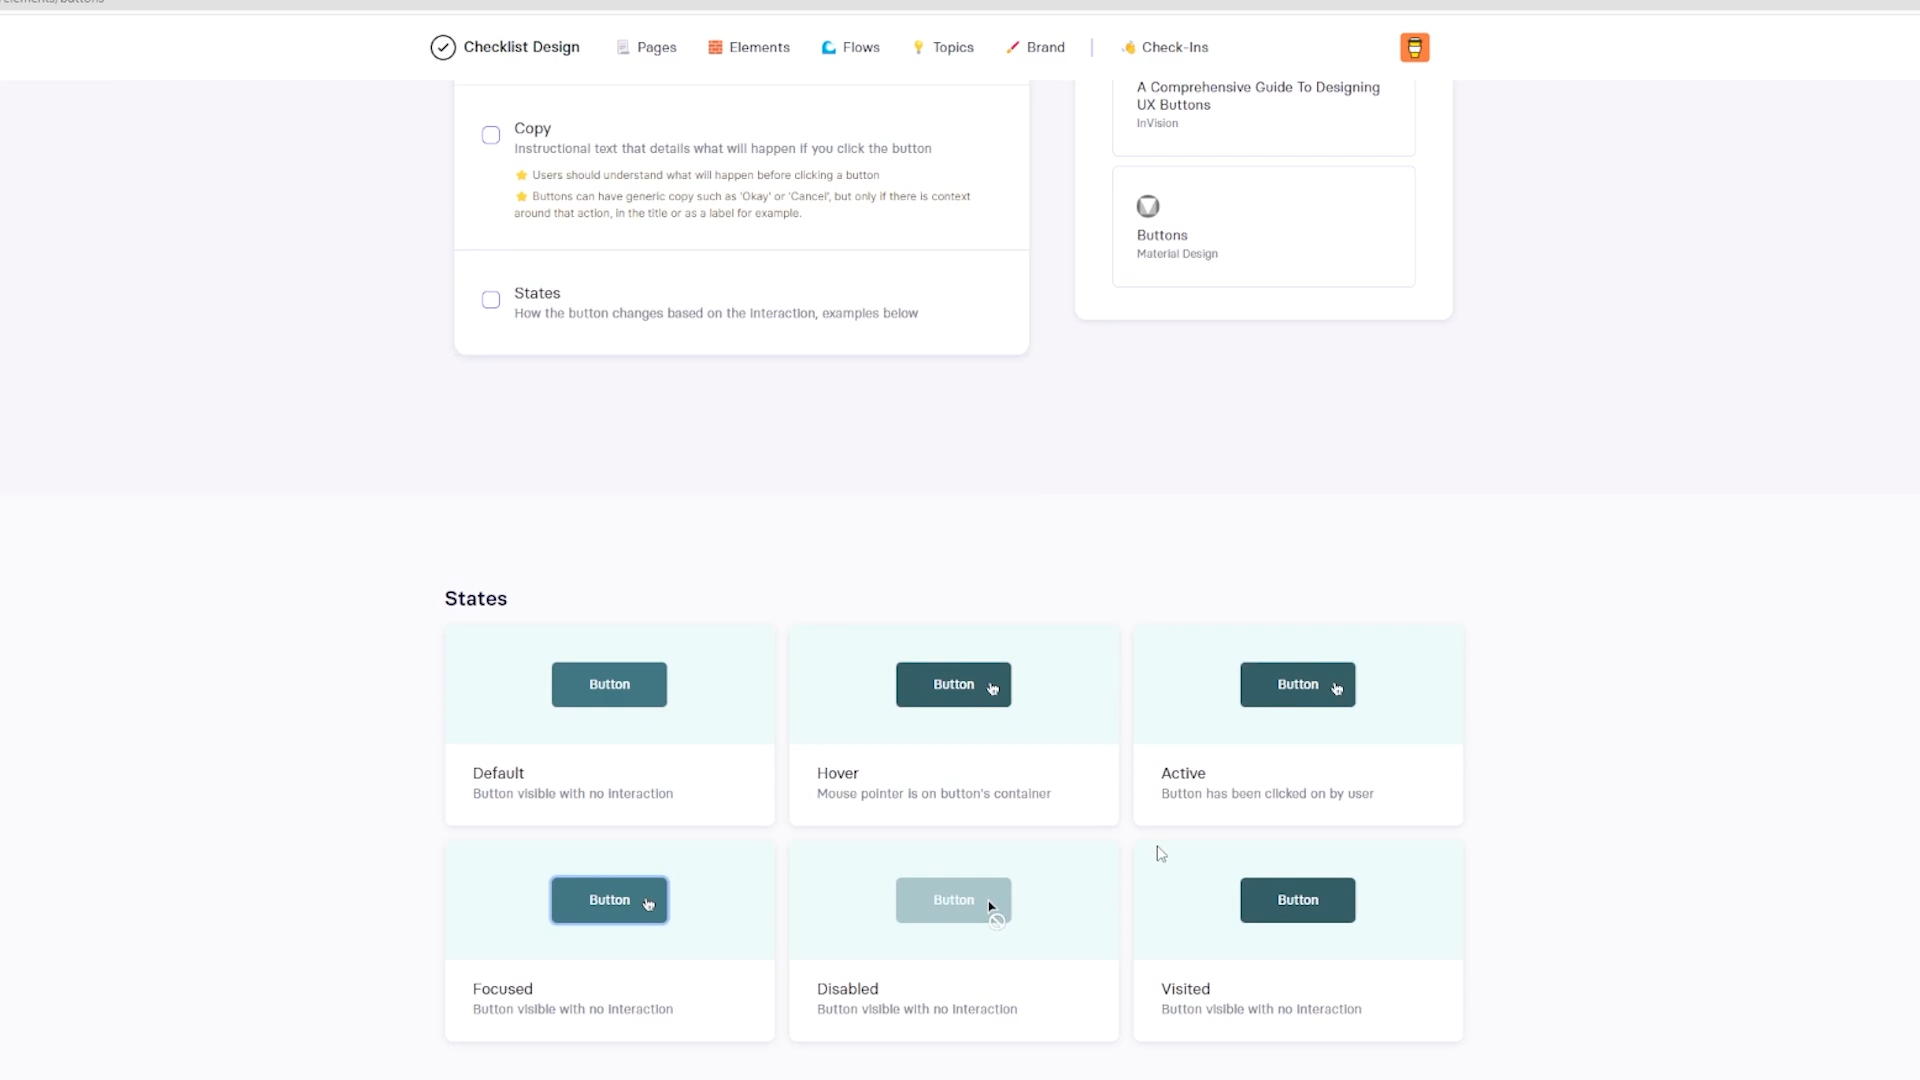 Checklist Design
Pages
Elements
Flows
Topics
Brand
Check-Ins
Copy
Instructional text that details what will happen if you click the button
Users should understand what will happen before clicking a button
Buttons can have generic copy such as 'Okay' or 'Cancel', but only if there is context
around that action, in the title or as a label for example.
States
How the button changes based on the interaction, examples below
A Comprehensive Guide To Designing
UX Buttons
InVision
Buttons
Material Design
States
Button
Button
Button
Default
Button visible with no interaction
Hover
Mouse pointer is on button's container
Active
Button has been clicked on by user
Button
Button
Button
Focused
Button visible with no interaction
Disabled
Button visible with no interaction
Visited
Button visible with no interaction